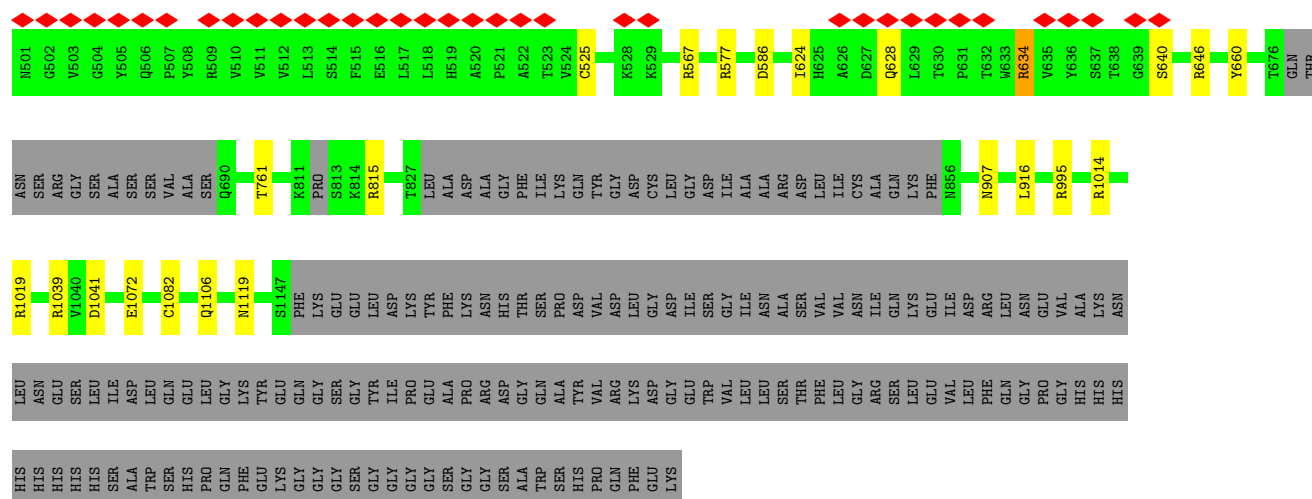 N501 G502 V503 G504 Y505 Q506 P507 Y508 R509 V510 V511 V512 L513 S514 F515 E516 L517 L518 H519 A520 P521 A522 T523 V524 C525 K528 K529 R567 R577 D586 I624 H625 A626 D627 Q628 L629 T630 P631 T632 W633 R634 V635 Y636 S637 T638 G639 S640 R646 Y660 T676 GLN THR
ASN SER ARG GLY SER ALA SER SER VAL ALA SER Q690 T761 K811 PRO S813 K814 R815 T827 LEU ALA ASP ALA GLY PHE ILE LYS GLN TYR GLY ASP CYS LEU GLY ASP ILE ALA ALA ARG ASP LEU ILE CYS ALA GLN LYS PHE N856 N907 L916 R995 R1014
R1019 R1039 V1040 D1041 E1072 C1082 Q1106 N1119 S1147 PHE LYS GLU GLU LEU ASP LYS TYR PHE LYS ASN HIS THR SER PRO ASP VAL ASP LEU GLY ASP ILE SER GLY ILE ASN ALA SER VAL VAL ASN ILE GLN LYS GLU ILE ASP ARG LEU ASN GLU VAL ALA LYS ASN
LEU ASN GLU SER LEU ILE ASP LEU GLN GLU LEU GLY LYS TYR GLU GLN GLY SER GLY TYR ILE PRO GLU ALA PRO ARG ASP GLY GLN ALA TYR VAL ARG LYS ASP GLY GLU TRP VAL LEU LEU SER THR PHE LEU GLY ARG SER LEU GLU VAL LEU PHE GLN GLY PRO GLY HIS HIS HIS
HIS HIS HIS HIS HIS SER ALA TRP SER HIS PRO GLN PHE GLU LYS GLY GLY GLY SER GLY GLY GLY GLY SER GLY GLY SER ALA TRP SER HIS PRO GLN PHE GLU LYS